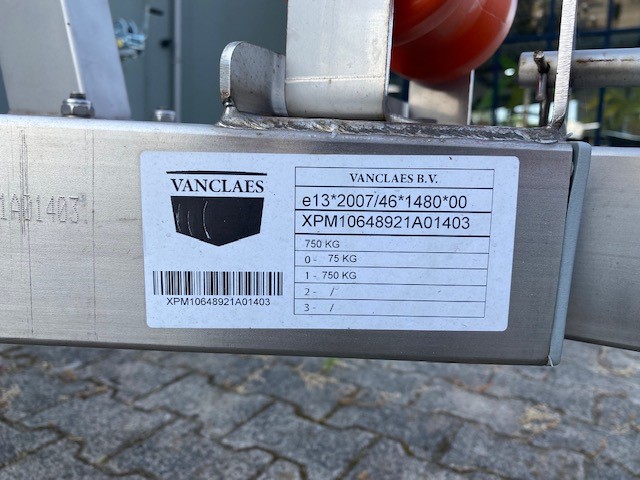 1A01403
VANCLAES
XPM10648921A01403
VANCLAES B.V.
e13*2007/46*1480*00
XPM10648921A01403
750 KG
0 - 75 KG
1 - 750 KG
2 - /
3 - /